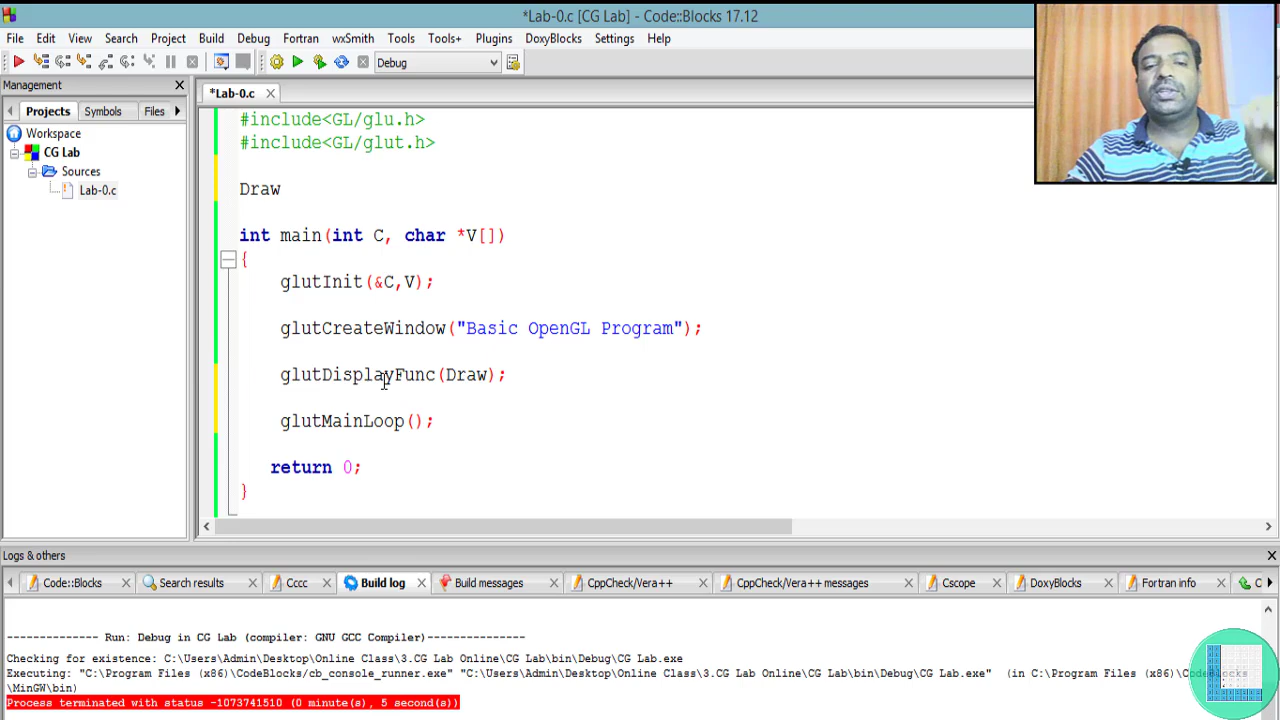 *Lab-0.c [CG Lab] - Code::Blocks 17.12
File Edit View Search Project Build Debug Fortran wxSmith Tools Tools+ Plugins DoxyBlocks Settings Help
Debug
Management
*Lab-0.c
Projects Symbols Files
Workspace
CG Lab
Sources
Lab-0.c
#include<GL/glu.h>
#include<GL/glut.h>
Draw
int main(int C, char *V[])
{
glutInit(&C,V);
glutCreateWindow("Basic OpenGL Program");
glutDisplayFunc(Draw);
glutMainLoop();
return 0;
}
Logs & others
Code::Blocks Search results Cccc Build log Build messages CppCheck/Vera++ CppCheck/Vera++ messages Cscope DoxyBlocks Fortran info
-------------- Run: Debug in CG Lab (compiler: GNU GCC Compiler)---------------
Checking for existence: C:\Users\Admin\Desktop\Online Class\3.CG Lab Online\CG Lab\bin\Debug\CG Lab.exe
Executing: "C:\Program Files (x86)\CodeBlocks/cb_console_runner.exe" "C:\Users\Admin\Desktop\Online Class\3.CG Lab Online\CG Lab\bin\Debug\CG Lab.exe" (in C:\Program Files (x86)\CodeBlocks
\MinGW\bin)
Process terminated with status -1073741510 (0 minute(s), 5 second(s))